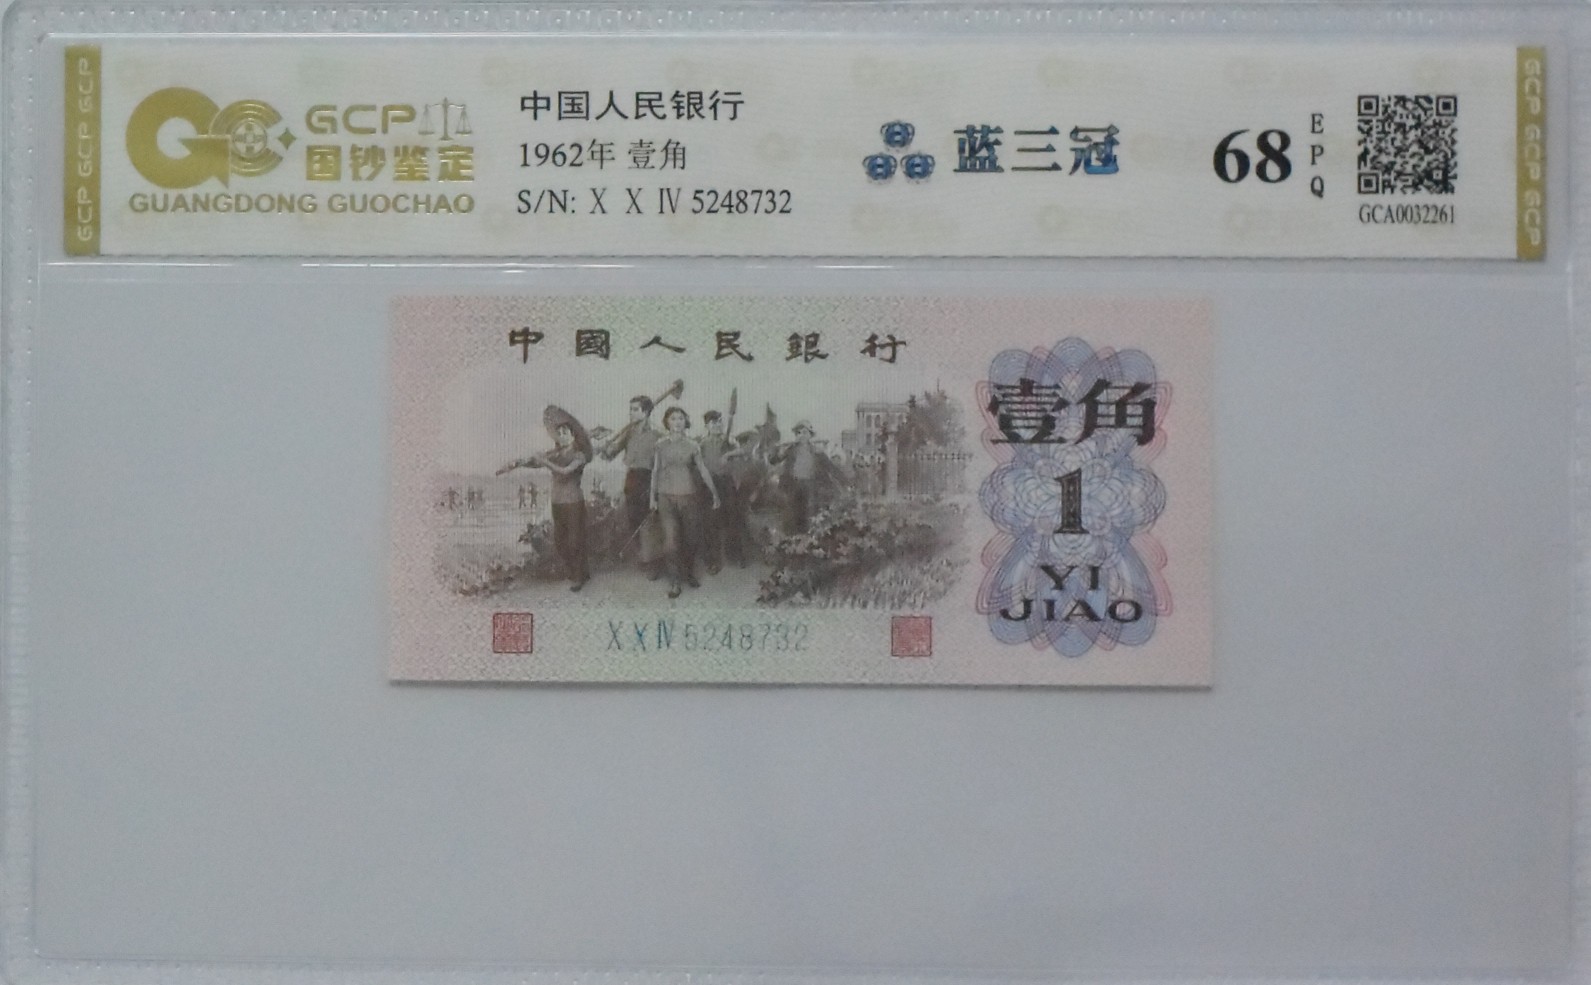 GCP
国钞鉴定
GUANGDONG GUOCHAO
中国人民银行
1962年 壹角
S/N: X X Ⅳ 5248732
蓝三冠
68
EPQ
GCA0032261
GCP GCP GCP
GCP GCP GCP
中國人民銀行
壹角
1
YI
JIAO
X X Ⅳ 5248732